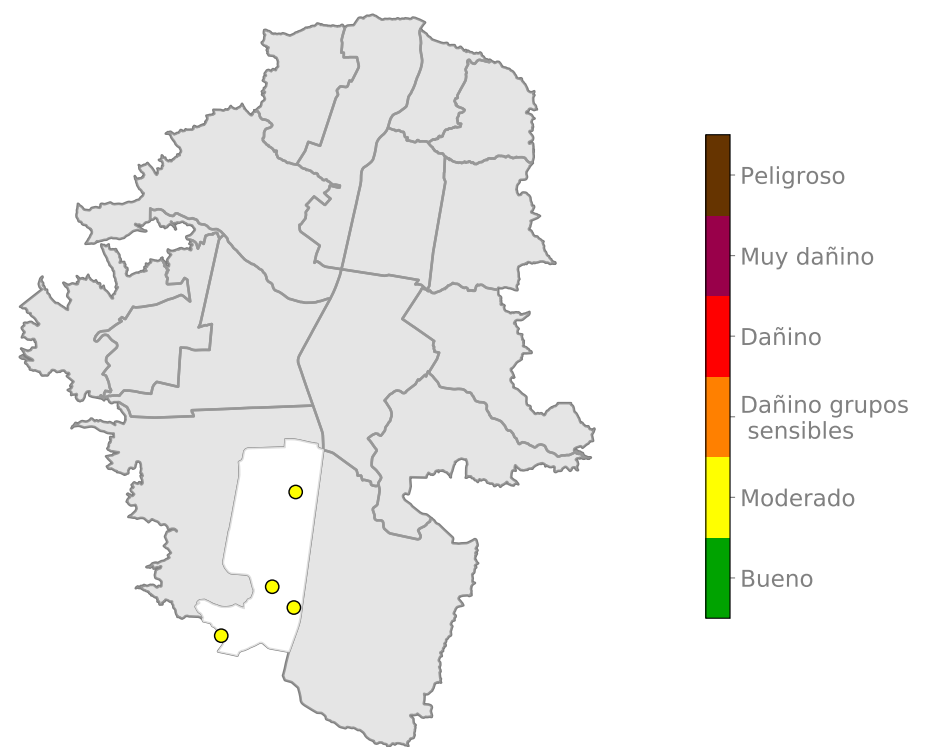 Peligroso
Muy dañino
Dañino
Dañino grupos
sensibles
Moderado
Bueno